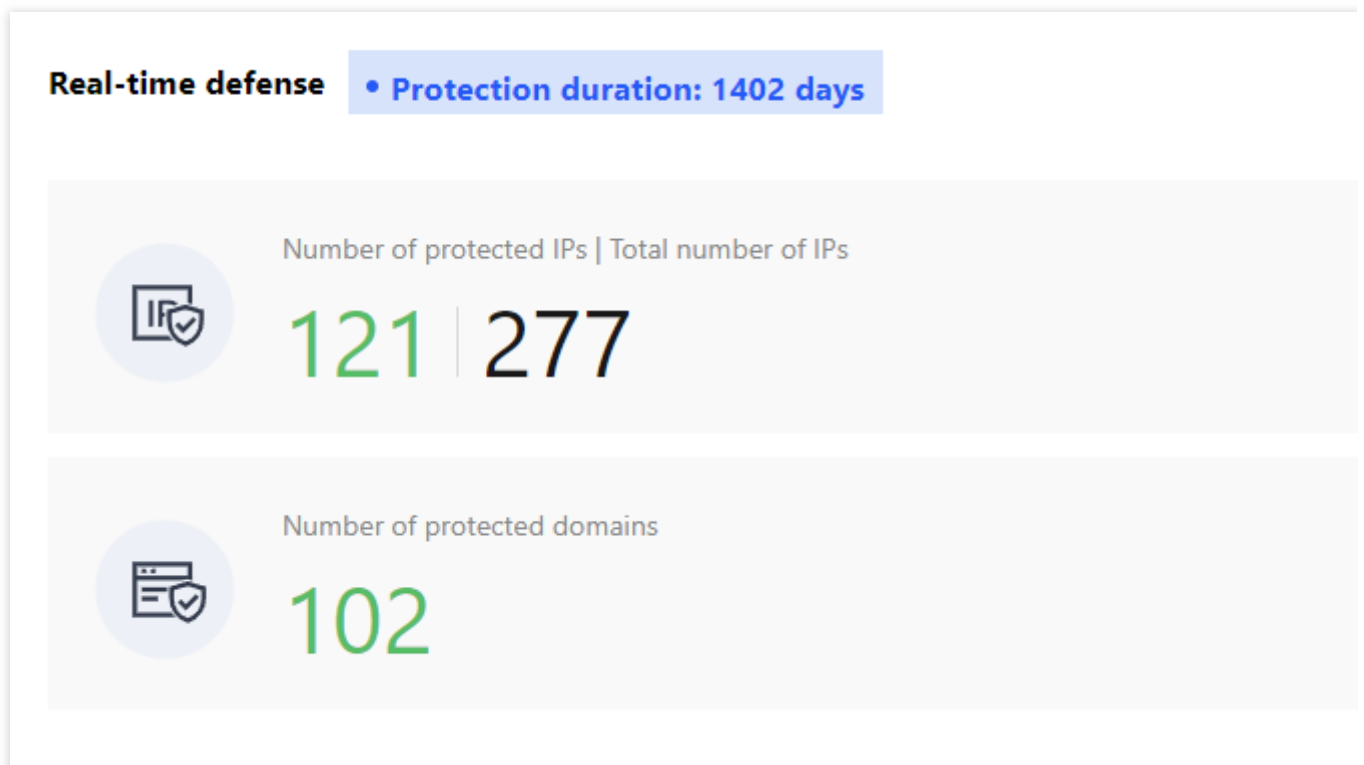 Real-time defense • Protection duration: 1402 days
Number of protected IPs | Total number of IPs
121 | 277
Number of protected domains
102